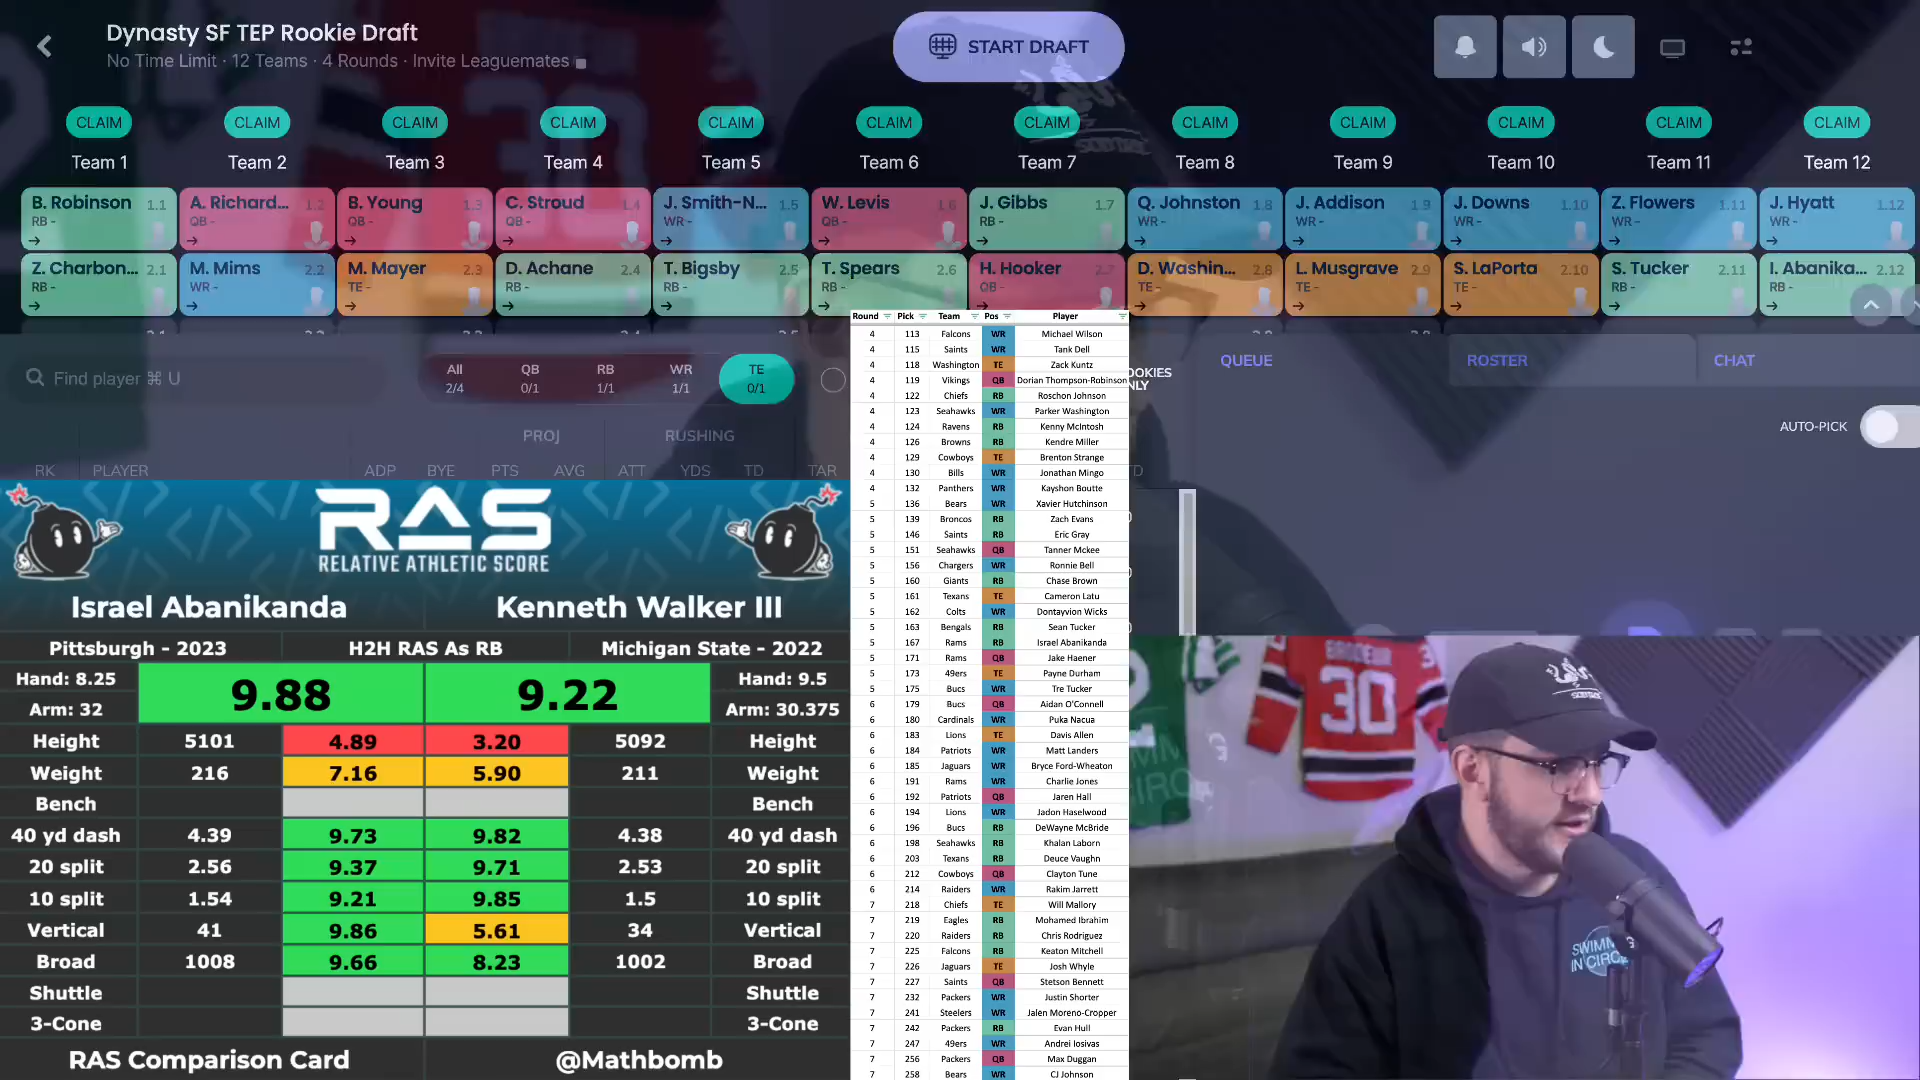 Dynasty SF TEP Rookie Draft
No Time Limit · 12 Teams · 4 Rounds · Invite Leaguemates
START DRAFT
CLAIM CLAIM CLAIM CLAIM CLAIM CLAIM CLAIM CLAIM CLAIM CLAIM CLAIM CLAIM
Team 1 Team 2 Team 3 Team 4 Team 5 Team 6 Team 7 Team 8 Team 9 Team 10 Team 11 Team 12
B. Robinson 1.1 A. Richard... 1.2 B. Young 1.3 C. Stroud 1.4 J. Smith-N... 1.5 W. Levis 1.6 J. Gibbs 1.7 Q. Johnston 1.8 J. Addison 1.9 J. Downs 1.10 Z. Flowers 1.11 J. Hyatt 1.12
RB - QB - QB - QB - WR - QB - RB - WR - WR - WR - WR - WR -
Z. Charbon... 2.1 M. Mims 2.2 M. Mayer 2.3 D. Achane 2.4 T. Bigsby 2.5 T. Spears 2.6 H. Hooker 2.7 D. Washin... 2.8 L. Musgrave 2.9 S. LaPorta 2.10 S. Tucker 2.11 I. Abanika... 2.12
RB - WR - TE - RB - RB - RB - QB - TE - TE - TE - RB - RB -
Find player ⌘ U
All QB RB WR TE
2/4 0/1 1/1 1/1 0/1
OOKIES
NLY
QUEUE ROSTER CHAT
AUTO-PICK
PROJ RUSHING
RK PLAYER ADP BYE PTS AVG ATT YDS TD TAR
TD
RAS
RELATIVE ATHLETIC SCORE
Israel Abanikanda Kenneth Walker III
Pittsburgh - 2023 H2H RAS As RB Michigan State - 2022
Hand: 8.25 9.88 9.22 Hand: 9.5
Arm: 32 Arm: 30.375
Height 5101 4.89 3.20 5092 Height
Weight 216 7.16 5.90 211 Weight
Bench Bench
40 yd dash 4.39 9.73 9.82 4.38 40 yd dash
20 split 2.56 9.37 9.71 2.53 20 split
10 split 1.54 9.21 9.85 1.5 10 split
Vertical 41 9.86 5.61 34 Vertical
Broad 1008 9.66 8.23 1002 Broad
Shuttle Shuttle
3-Cone 3-Cone
RAS Comparison Card @Mathbomb
Round Pick Team Pos Player
4 113 Falcons WR Michael Wilson
4 115 Saints WR Tank Dell
4 118 Washington TE Zack Kuntz
4 119 Vikings QB Dorian Thompson-Robinson
4 122 Chiefs RB Roschon Johnson
4 123 Seahawks WR Parker Washington
4 124 Ravens RB Kenny McIntosh
4 126 Browns RB Kendre Miller
4 129 Cowboys TE Brenton Strange
4 130 Bills WR Jonathan Mingo
4 132 Panthers WR Kayshon Boutte
5 136 Bears WR Xavier Hutchinson
5 139 Broncos RB Zach Evans
5 146 Saints RB Eric Gray
5 151 Seahawks QB Tanner Mckee
5 156 Chargers WR Ronnie Bell
5 160 Giants RB Chase Brown
5 161 Texans TE Cameron Latu
5 162 Colts WR Dontayvion Wicks
5 163 Bengals RB Sean Tucker
5 167 Rams RB Israel Abanikanda
5 171 Rams QB Jake Haener
5 173 49ers TE Payne Durham
5 175 Bucs WR Tre Tucker
5 179 Bucs QB Aidan O'Connell
6 180 Cardinals WR Puka Nacua
6 183 Lions TE Davis Allen
6 184 Patriots WR Matt Landers
6 185 Jaguars WR Bryce Ford-Wheaton
6 191 Rams WR Charlie Jones
6 192 Patriots QB Jaren Hall
6 194 Lions WR Jadon Haselwood
6 196 Bucs RB DeWayne McBride
6 198 Seahawks RB Khalan Laborn
6 203 Texans RB Deuce Vaughn
6 212 Cowboys QB Clayton Tune
6 214 Raiders WR Rakim Jarrett
7 218 Chiefs TE Will Mallory
7 219 Eagles RB Mohamed Ibrahim
7 220 Raiders RB Chris Rodriguez
7 225 Falcons RB Keaton Mitchell
7 226 Jaguars TE Josh Whyle
7 227 Saints QB Stetson Bennett
7 232 Packers WR Justin Shorter
7 241 Steelers WR Jalen Moreno-Cropper
7 242 Packers RB Evan Hull
7 247 49ers WR Andrei Iosivas
7 256 Packers QB Max Duggan
7 258 Bears WR CJ Johnson
BRODEUR
30
30